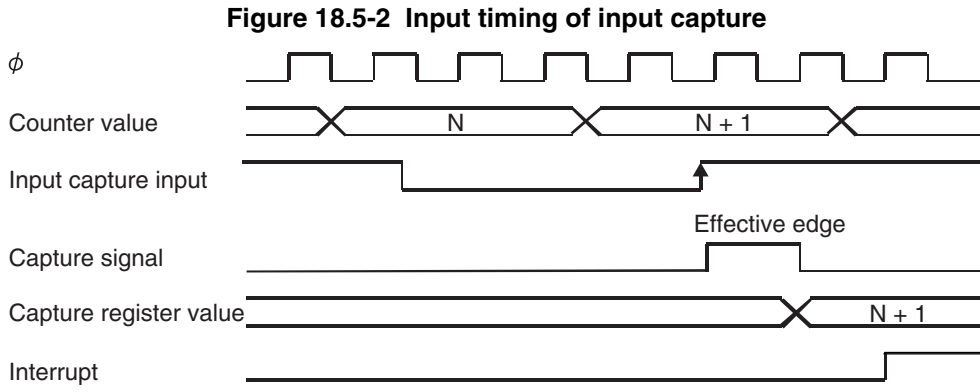 Figure 18.5-2 Input timing of input capture
ϕ
Counter value N N + 1
Input capture input
Effective edge
Capture signal
Capture register value N + 1
Interrupt